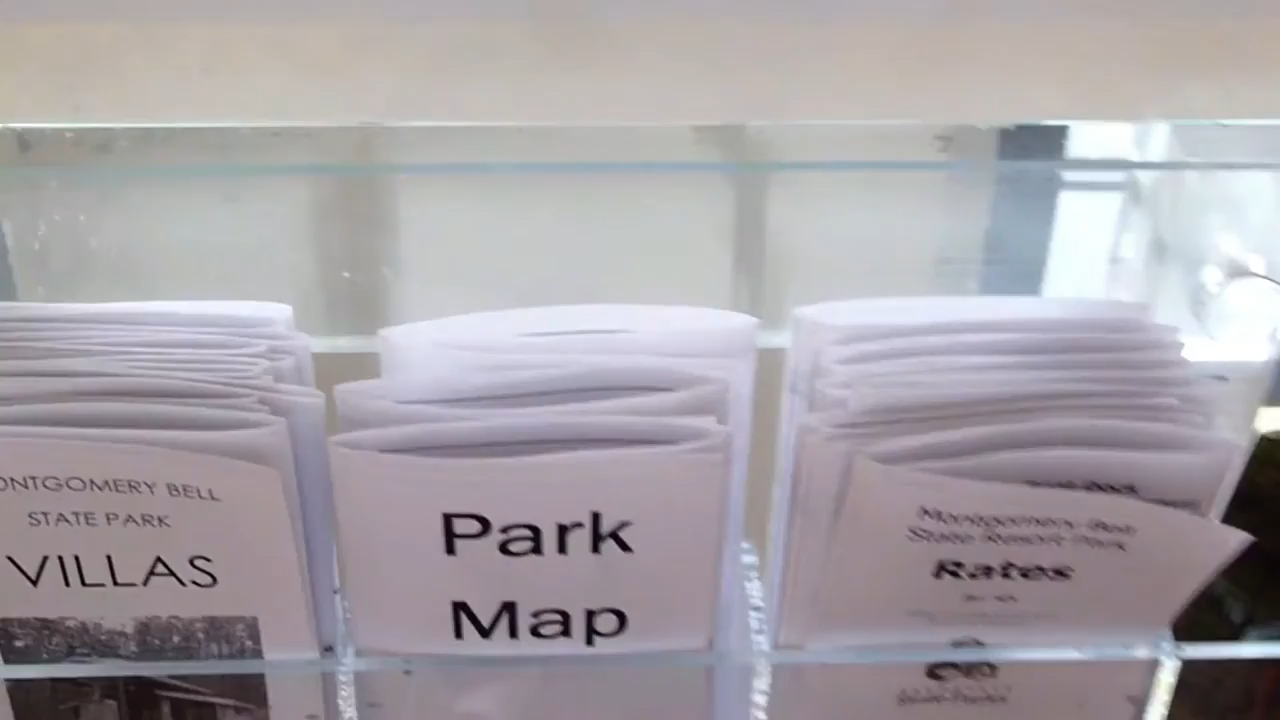 ONTGOMERY BELL
STATE PARK
VILLAS
Park
Map
Montgomery Bell
State Resort Park
Rates